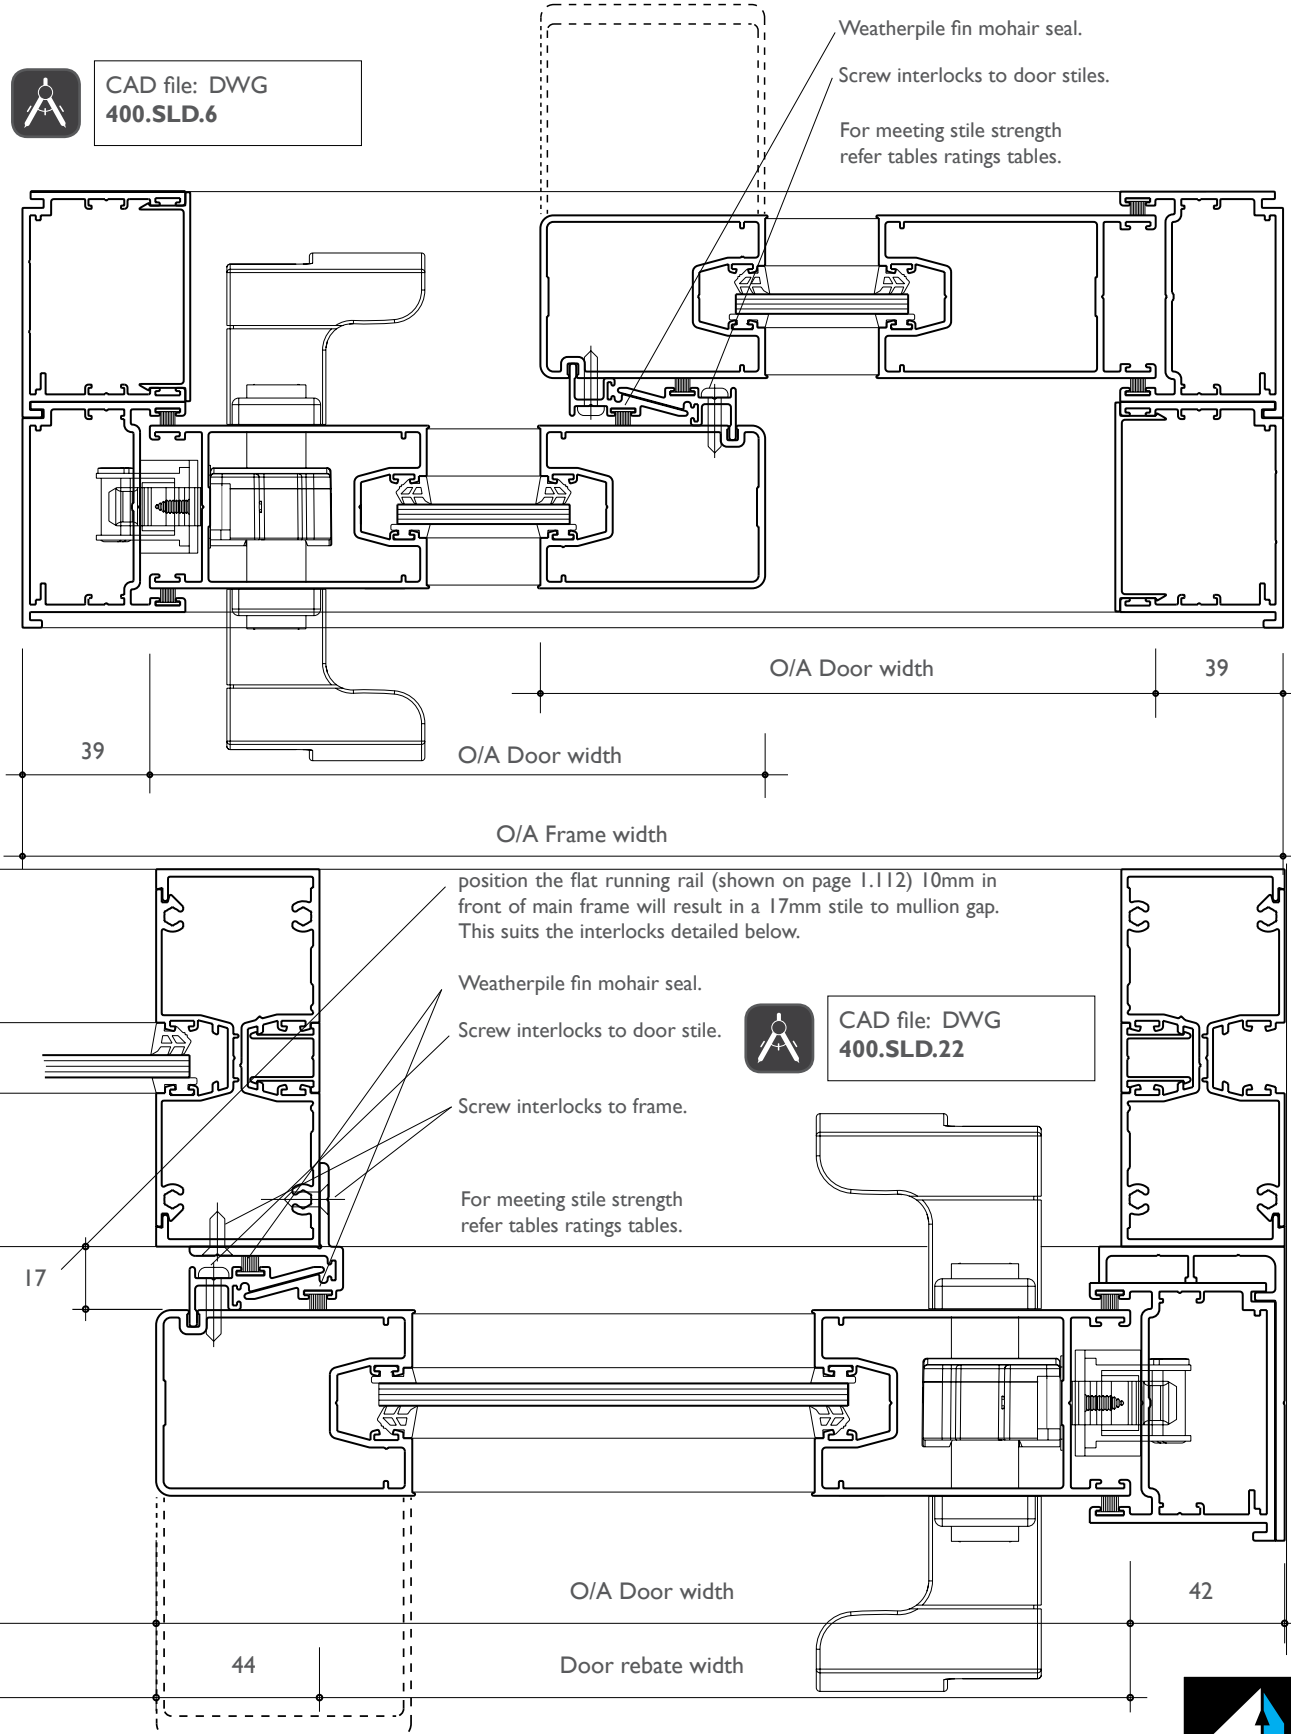 Weatherpile fin mohair seal.
CAD file: DWG
400.SLD.6
Screw interlocks to door stiles.
For meeting stile strength
refer tables ratings tables.
O/A Door width
39
39
O/A Door width
O/A Frame width
position the flat running rail (shown on page 1.112) 10mm in
front of main frame will result in a 17mm stile to mullion gap.
This suits the interlocks detailed below.
Weatherpile fin mohair seal.
Screw interlocks to door stile.
CAD file: DWG
400.SLD.22
Screw interlocks to frame.
For meeting stile strength
refer tables ratings tables.
17
O/A Door width
42
44
Door rebate width